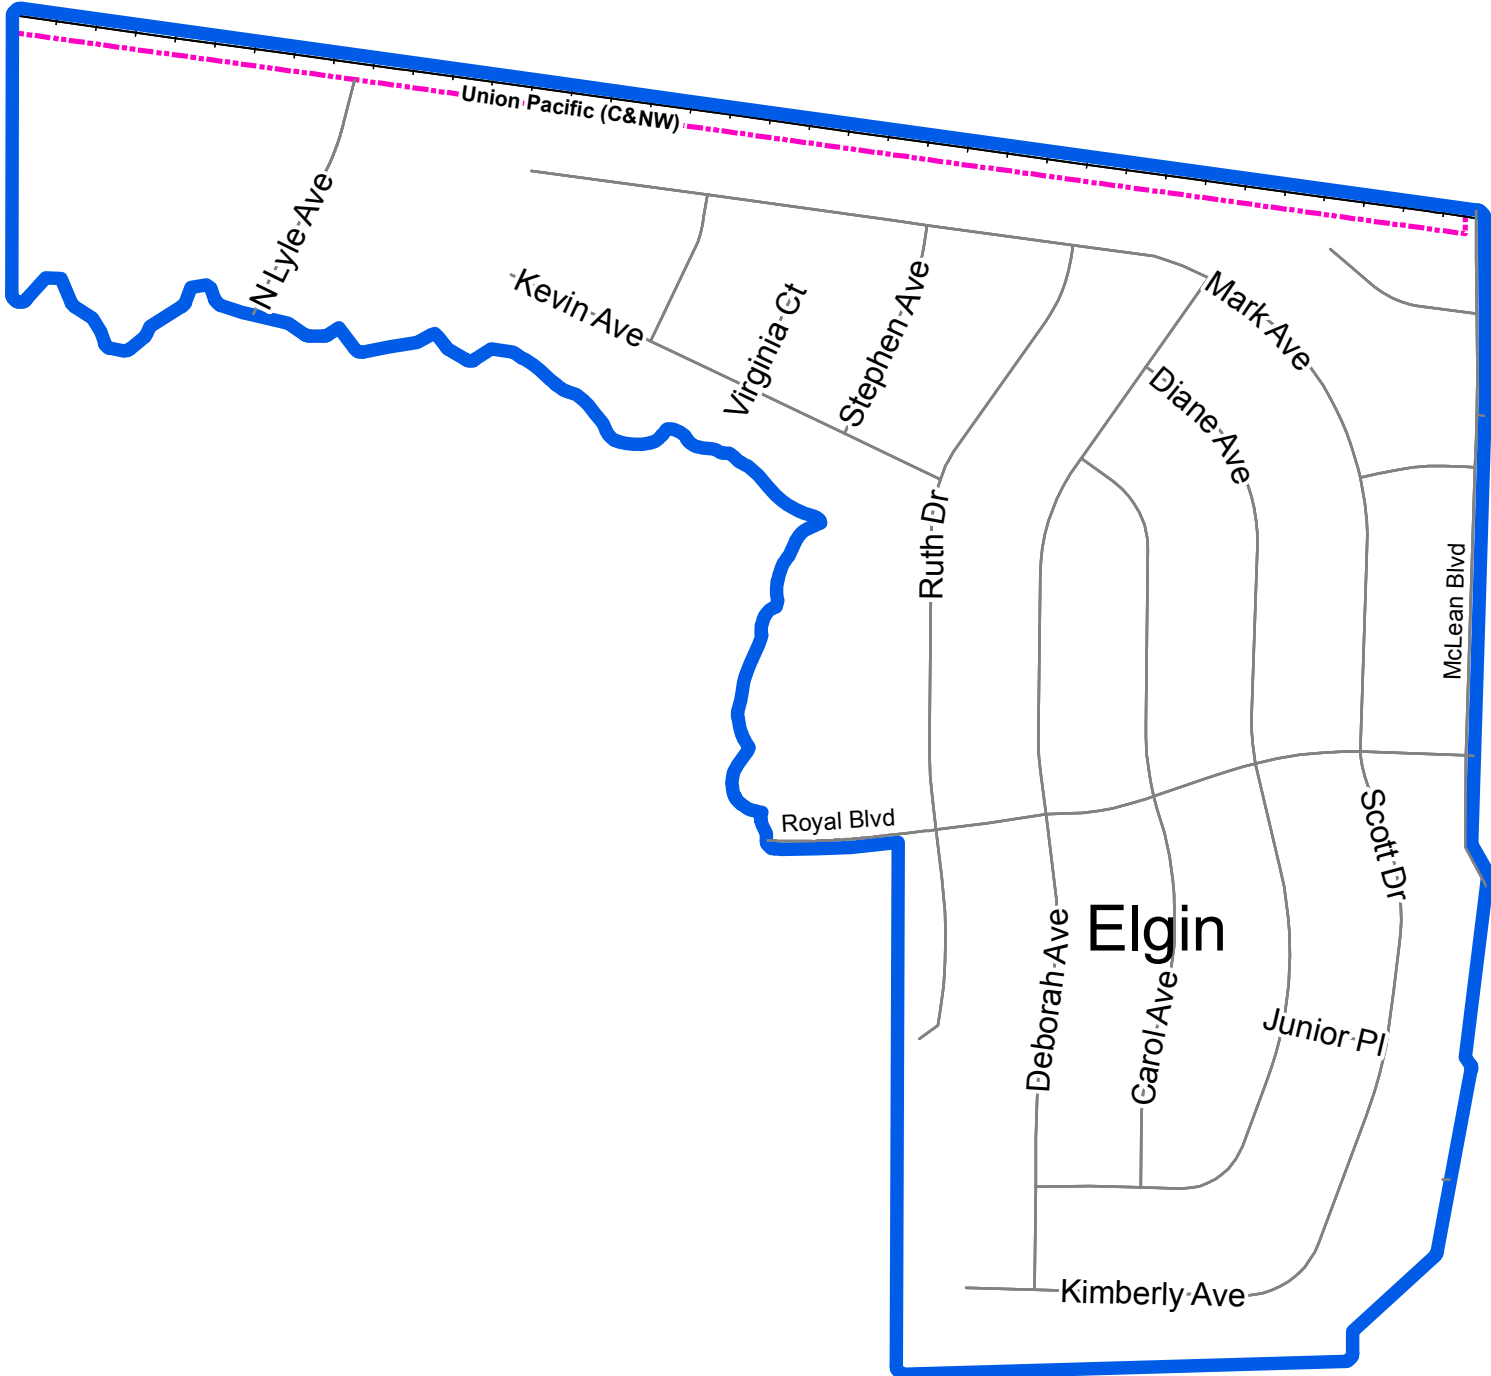 Union Pacific (C&NW)
N Lyle Ave
Kevin Ave
Virginia Ct
Stephen Ave
Mark Ave
Diane Ave
Ruth Dr
McLean Blvd
Royal Blvd
Scott Dr
Elgin
Deborah Ave
Carol Ave
Junior Pl
Kimberly Ave